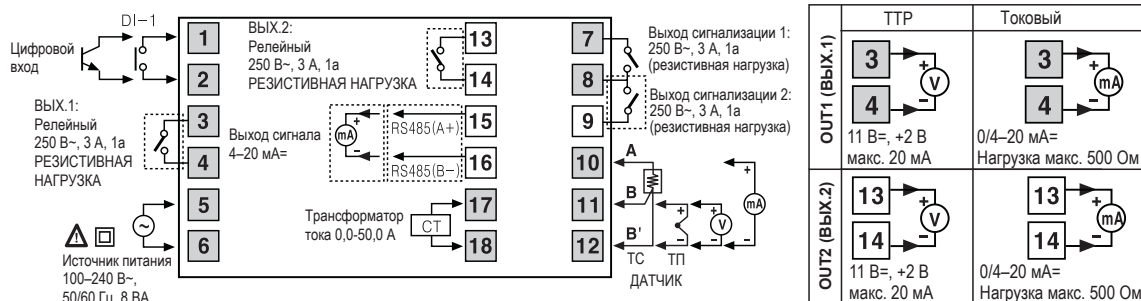 DI-1
Цифровой
вход
1
2
ВЫХ.1:
Релейный
250 В~, 3 А, 1а
РЕЗИСТИВНАЯ
НАГРУЗКА
3
4
5
6
Источник питания
100–240 В~,
50/60 Гц, 8 ВА
ВЫХ.2:
Релейный
250 В~, 3 А, 1а
РЕЗИСТИВНАЯ НАГРУЗКА
13
14
Выход сигнала
4–20 мА=
mA
+
-
RS485(A+)
RS485(B-)
15
16
Трансформатор
тока 0,0-50,0 А
CT
17
18
7
8
9
Выход сигнализации 1:
250 В~, 3 А, 1а
(резистивная нагрузка)
Выход сигнализации 2:
250 В~, 3 А, 1а
(резистивная нагрузка)
10
11
12
A
B
B'
+
-
+
V
-
+
mA
-
ТС
ТП
ДАТЧИК
ТТР
Токовый
OUT1 (ВЫХ.1)
3
4
+
V
-
11 В=, +2 В
макс. 20 мА
3
4
+
mA
-
0/4–20 мА=
Нагрузка макс. 500 Ом
OUT2 (ВЫХ.2)
13
14
+
V
-
11 В=, +2 В
макс. 20 мА
13
14
+
mA
-
0/4–20 мА=
Нагрузка макс. 500 Ом